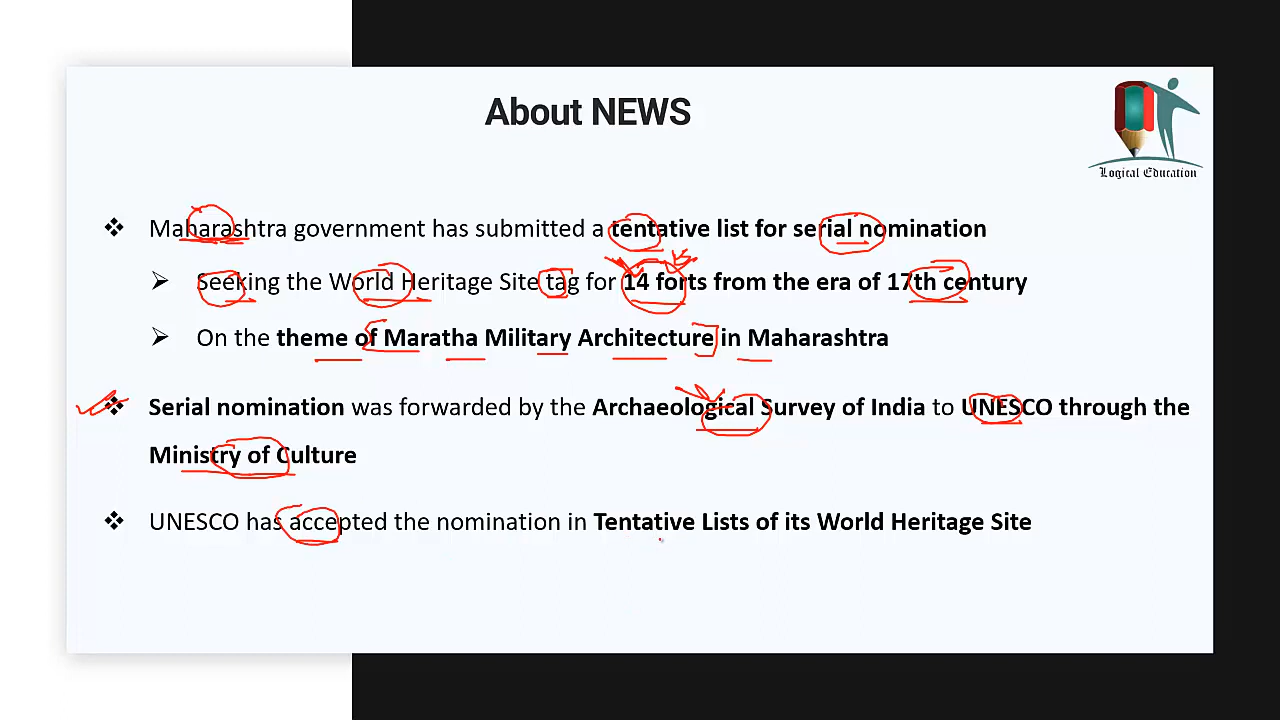 About NEWS
Logical Education
❖ Maharashtra government has submitted a tentative list for serial nomination
➢ Seeking the World Heritage Site tag for 14 forts from the era of 17th century
➢ On the theme of Maratha Military Architecture in Maharashtra
❖ Serial nomination was forwarded by the Archaeological Survey of India to UNESCO through the
Ministry of Culture
❖ UNESCO has accepted the nomination in Tentative Lists of its World Heritage Site